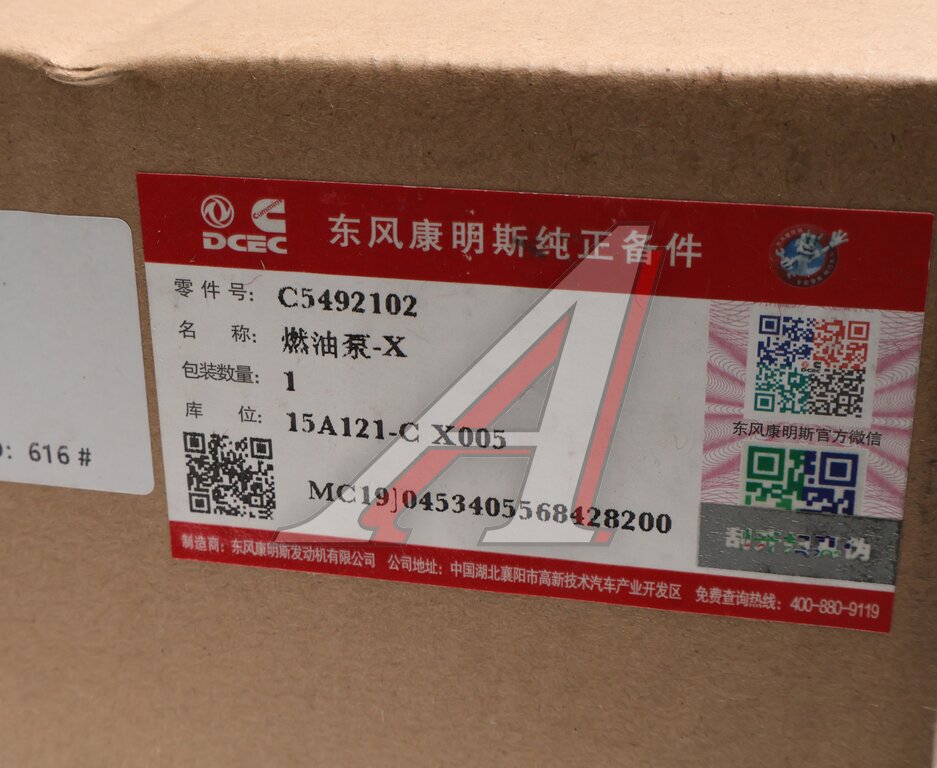 Cummins
DCEC
东风康明斯纯正备件
零件号: C5492102
名 称: 燃油泵-X
包装数量: 1
库 位: 15A121-C X005
MC19J0453405568428200
东风康明斯官方微信
616 #
制造商: 东风康明斯发动机有限公司 公司地址: 中国湖北襄阳市高新技术汽车产业开发区 免费查询热线: 400-880-9119